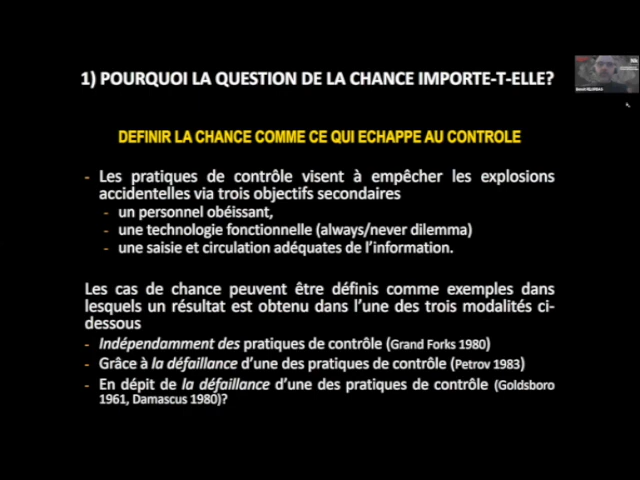 1) POURQUOI LA QUESTION DE LA CHANCE IMPORTE-T-ELLE?
DEFINIR LA CHANCE COMME CE QUI ECHAPPE AU CONTROLE
- Les pratiques de contrôle visent à empêcher les explosions
accidentelles via trois objectifs secondaires
- un personnel obéissant,
- une technologie fonctionnelle (always/never dilemma)
- une saisie et circulation adéquates de l'information.
Les cas de chance peuvent être définis comme exemples dans
lesquels un résultat est obtenu dans l'une des trois modalités ci-
dessous
- Indépendamment des pratiques de contrôle (Grand Forks 1980)
- Grâce à la défaillance d'une des pratiques de contrôle (Petrov 1983)
- En dépit de la défaillance d'une des pratiques de contrôle (Goldsboro
1961, Damascus 1980)?